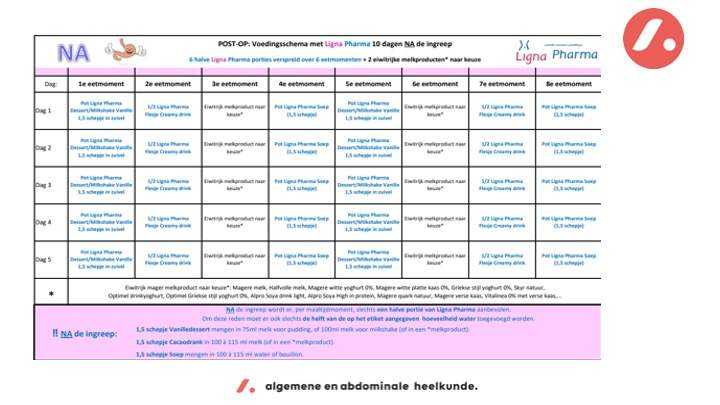 NA
POST-OP: Voedingsschema met Ligna Pharma 10 dagen NA de ingreep
6 halve Ligna Pharma porties verspreid over 6 eetmomenten + 2 eiwitrijke melkproducten* naar keuze
Ligna Pharma
Dag: 1e eetmoment 2e eetmoment 3e eetmoment 4e eetmoment 5e eetmoment 6e eetmoment 7e eetmoment 8e eetmoment
Pot Ligna Pharma Pot Ligna Pharma
Dag 1 Dessert/Milkshake Vanille 1/2 Ligna Pharma Eiwitrijk melkproduct naar Pot Ligna Pharma Soep Dessert/Milkshake Vanille Eiwitrijk melkproduct naar 1/2 Ligna Pharma Pot Ligna Pharma Soep
1,5 schepje in zuivel Flesje Creamy drink keuze* (1,5 schepje) 1,5 schepje in zuivel keuze* Flesje Creamy drink (1,5 schepje)
Pot Ligna Pharma Pot Ligna Pharma
Dag 2 Dessert/Milkshake Vanille 1/2 Ligna Pharma Eiwitrijk melkproduct naar Pot Ligna Pharma Soep Dessert/Milkshake Vanille Eiwitrijk melkproduct naar 1/2 Ligna Pharma Pot Ligna Pharma Soep
1,5 schepje in zuivel Flesje Creamy drink keuze* (1,5 schepje) 1,5 schepje in zuivel keuze* Flesje Creamy drink (1,5 schepje)
Pot Ligna Pharma Pot Ligna Pharma
Dag 3 Dessert/Milkshake Vanille 1/2 Ligna Pharma Eiwitrijk melkproduct naar Pot Ligna Pharma Soep Dessert/Milkshake Vanille Eiwitrijk melkproduct naar 1/2 Ligna Pharma Pot Ligna Pharma Soep
1,5 schepje in zuivel Flesje Creamy drink keuze* (1,5 schepje) 1,5 schepje in zuivel keuze* Flesje Creamy drink (1,5 schepje)
Pot Ligna Pharma Pot Ligna Pharma
Dag 4 Dessert/Milkshake Vanille 1/2 Ligna Pharma Eiwitrijk melkproduct naar Pot Ligna Pharma Soep Dessert/Milkshake Vanille Eiwitrijk melkproduct naar 1/2 Ligna Pharma Pot Ligna Pharma Soep
1,5 schepje in zuivel Flesje Creamy drink keuze* (1,5 schepje) 1,5 schepje in zuivel keuze* Flesje Creamy drink (1,5 schepje)
Pot Ligna Pharma Pot Ligna Pharma
Dag 5 Dessert/Milkshake Vanille 1/2 Ligna Pharma Eiwitrijk melkproduct naar Pot Ligna Pharma Soep Dessert/Milkshake Vanille Eiwitrijk melkproduct naar 1/2 Ligna Pharma Pot Ligna Pharma Soep
1,5 schepje in zuivel Flesje Creamy drink keuze* (1,5 schepje) 1,5 schepje in zuivel keuze* Flesje Creamy drink (1,5 schepje)
* Eiwitrijk mager melkproduct naar keuze*: Magere melk, Halfvolle melk, Magere witte yoghurt 0%, Magere witte platte kaas 0%, Griekse stijl yoghurt 0%, Skyr natuur,
Optimel drinkyoghurt, Optimel Griekse stijl yoghurt 0%, Alpro Soya drink light, Alpro Soya High in protein, Magere quark natuur, Magere verse kaas, Vitalinea 0% met verse kaas,...
NA de ingreep wordt er, per maaltijdmoment, slechts een halve portie van Ligna Pharma aanbevolen.
Om deze reden moet er ook slechts de helft van de op het etiket aangegeven hoeveelheid water toegevoegd worden.
!! NA de ingreep: 1,5 schepje Vanilledessert mengen in 75ml melk voor pudding, of 100ml melk voor milkshake (of in een *melkproduct).
1,5 schepje Cacaodrank in 100 à 115 ml melk (of in een *melkproduct).
1,5 schepje Soep mengen in 100 à 115 ml water of bouillon.
algemene en abdominale heelkunde.